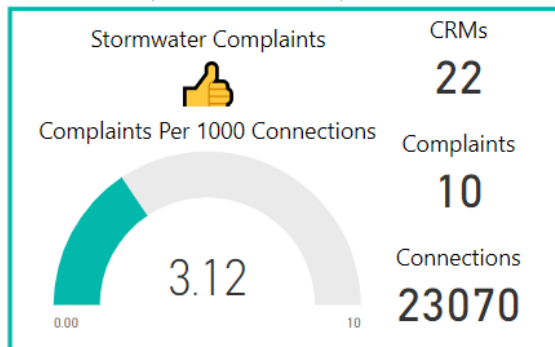 Stormwater Complaints
Complaints Per 1000 Connections
3.12
0.00
10
CRMs
22
Complaints
10
Connections
23070